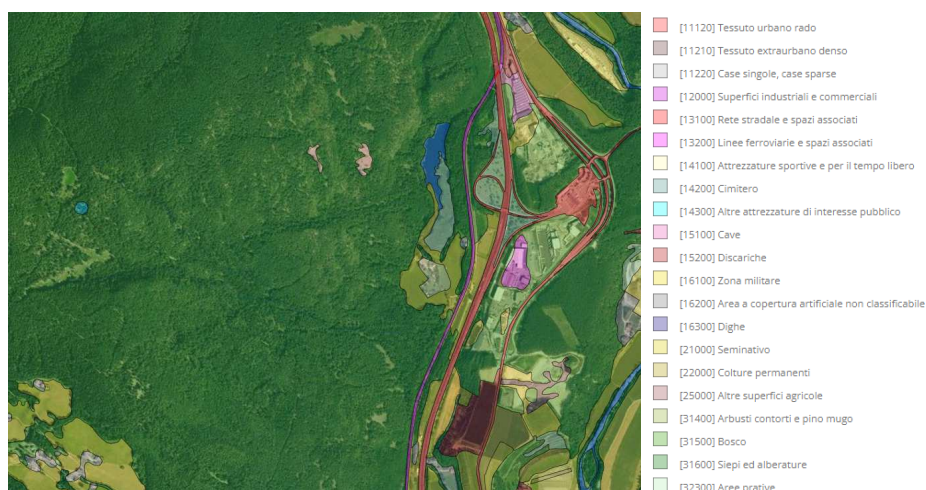 [11120] Tessuto urbano rado
[11210] Tessuto extraurbano denso
[11220] Case singole, case sparse
[12000] Superfici industriali e commerciali
[13100] Rete stradale e spazi associati
[13200] Linee ferroviarie e spazi associati
[14100] Attrezzature sportive e per il tempo libero
[14200] Cimitero
[14300] Altre attrezzature di interesse pubblico
[15100] Cave
[15200] Discariche
[16100] Zona militare
[16200] Area a copertura artificiale non classificabile
[16300] Dighe
[21000] Seminativo
[22000] Colture permanenti
[25000] Altre superfici agricole
[31400] Arbusti contorti e pino mugo
[31500] Bosco
[31600] Siepi ed alberature
[32300] Aree prative